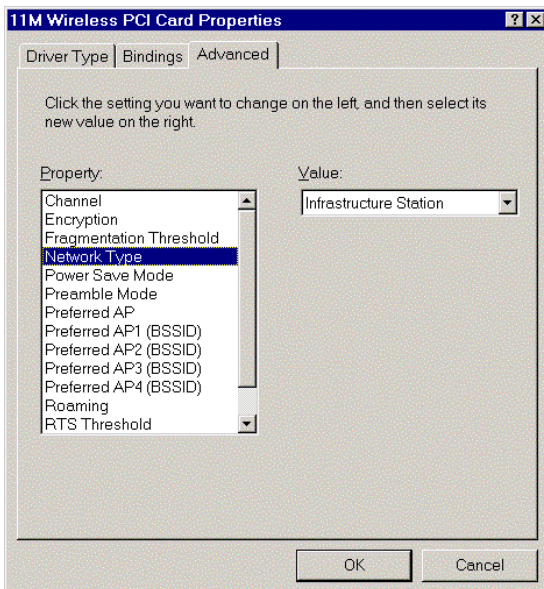 11M Wireless PCI Card Properties
? ×
Driver Type Bindings Advanced
Click the setting you want to change on the left, and then select its
new value on the right.
Property:
Value:
Channel
Infrastructure Station
Encryption
Fragmentation Threshold
Network Type
Power Save Mode
Preamble Mode
Preferred AP
Preferred AP1 (BSSID)
Preferred AP2 (BSSID)
Preferred AP3 (BSSID)
Preferred AP4 (BSSID)
Roaming
RTS Threshold
OK
Cancel